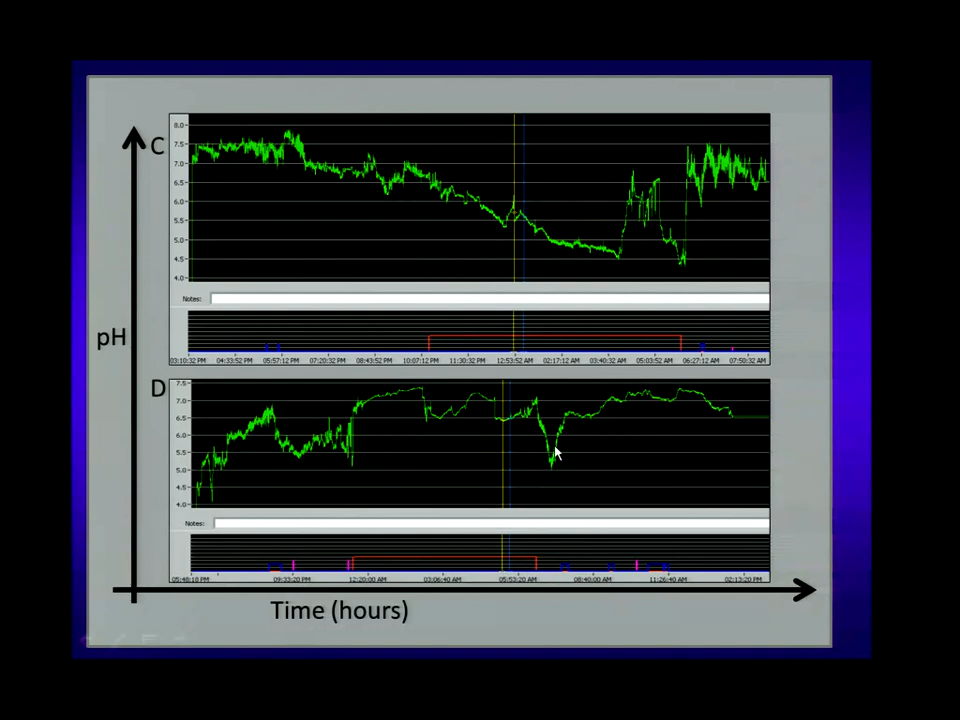 C
8.0
7.5
7.0
6.5
6.0
5.5
5.0
4.5
4.0
Notes:
03:10:32 PM 04:33:52 PM 05:57:12 PM 07:20:32 PM 08:43:52 PM 10:07:12 PM 11:30:32 PM 12:53:52 AM 02:17:12 AM 03:40:32 AM 05:03:52 AM 06:27:12 AM 07:50:32 AM
pH
D
7.5
7.0
6.5
6.0
5.5
5.0
4.5
4.0
Notes:
05:46:18 PM 09:33:20 PM 12:20:00 AM 03:06:40 AM 05:53:20 AM 08:40:00 AM 11:26:40 AM 02:13:20 PM
Time (hours)